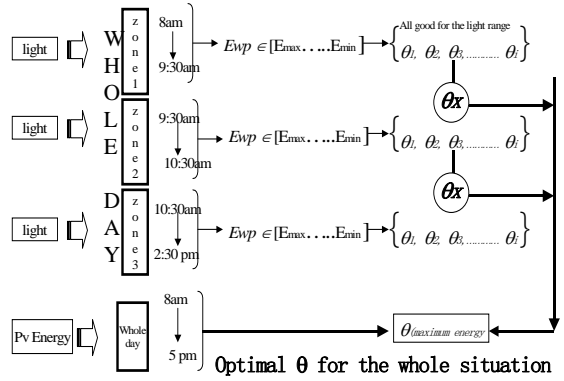 All good for the light range
light
WHOLE DAY
zone1
8am
9:30am
Ewp ∈ [Emax.....Emin]
{θ1, θ2, θ3,........... θi}
θx
light
zone2
9:30am
10:30am
Ewp ∈ [Emax.....Emin]
{θ1, θ2, θ3,........... θi}
θx
light
zone3
10:30am
2:30 pm
Ewp ∈ [Emax.....Emin]
{θ1, θ2, θ3,........... θi}
Pv Energy
Whole day
8am
5 pm
θ(maximum energy
Optimal θ for the whole situation